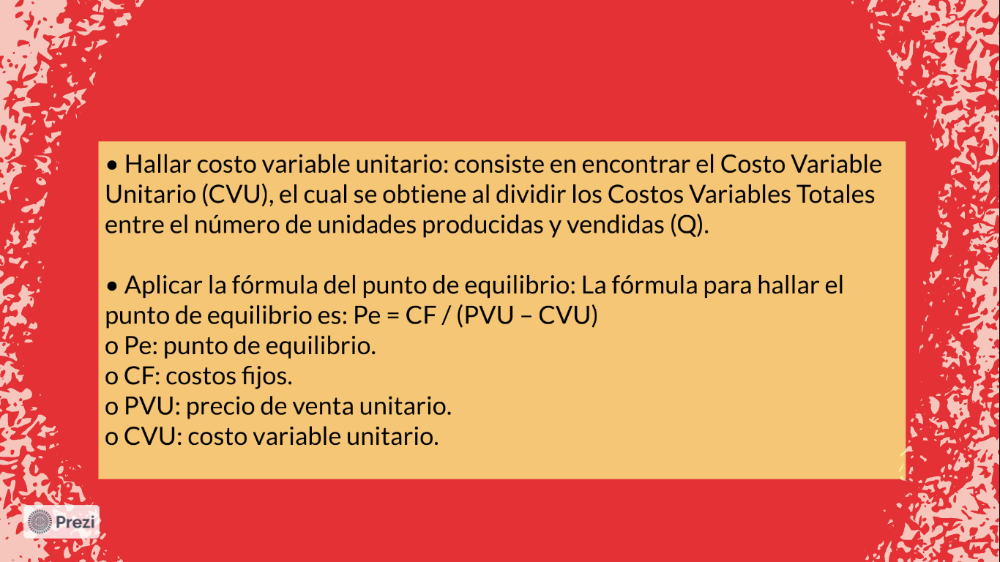 • Hallar costo variable unitario: consiste en encontrar el Costo Variable
Unitario (CVU), el cual se obtiene al dividir los Costos Variables Totales
entre el número de unidades producidas y vendidas (Q).
• Aplicar la fórmula del punto de equilibrio: La fórmula para hallar el
punto de equilibrio es: Pe = CF / (PVU – CVU)
o Pe: punto de equilibrio.
o CF: costos fijos.
o PVU: precio de venta unitario.
o CVU: costo variable unitario.
Prezi